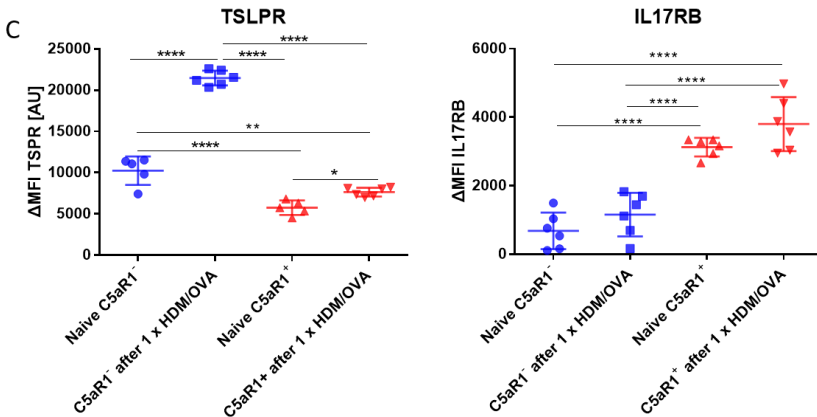 C
TSLPR
ΔMFI TSPR [AU]
25000
20000
15000
10000
5000
0
****
****
****
**
****
*
Naive C5aR1⁻
C5aR1⁻ after 1 x HDM/OVA
Naive C5aR1⁺
C5aR1+ after 1 x HDM/OVA
IL17RB
ΔMFI IL17RB
6000
4000
2000
0
****
****
****
****
Naive C5aR1⁻
C5aR1⁻ after 1 x HDM/OVA
Naive C5aR1⁺
C5aR1⁺ after 1 x HDM/OVA